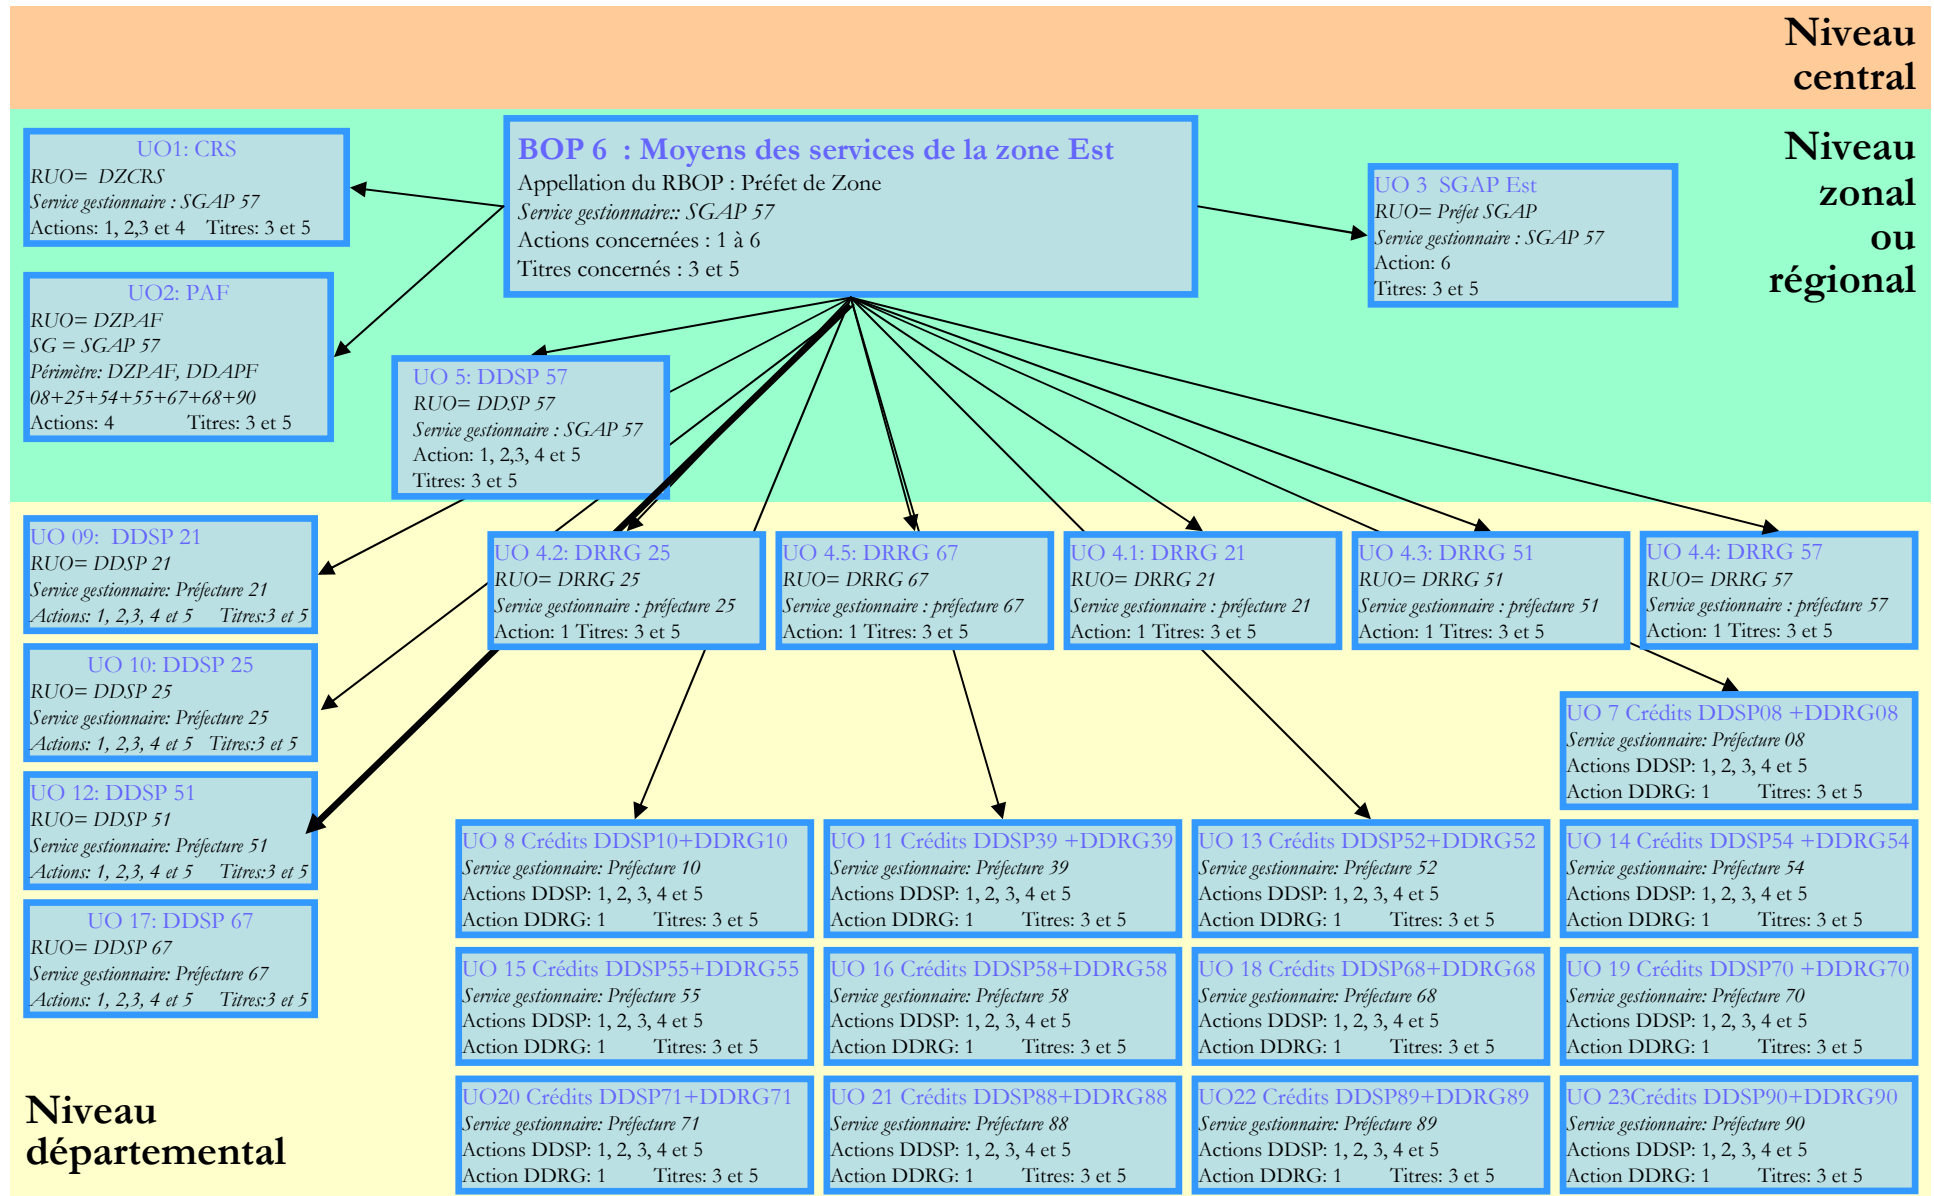 Niveau
central
UO1: CRS
RUO= DZCRS
Service gestionnaire : SGAP 57
Actions: 1, 2,3 et 4 Titres: 3 et 5
BOP 6 : Moyens des services de la zone Est
Appellation du RBOP : Préfet de Zone
Service gestionnaire:: SGAP 57
Actions concernées : 1 à 6
Titres concernés : 3 et 5
Niveau
zonal
ou
régional
UO 3 SGAP Est
RUO= Préfet SGAP
Service gestionnaire : SGAP 57
Action: 6
Titres: 3 et 5
UO2: PAF
RUO= DZPAF
SG = SGAP 57
Périmètre: DZPAF, DDAPF
08+25+54+55+67+68+90
Actions: 4 Titres: 3 et 5
UO 5: DDSP 57
RUO= DDSP 57
Service gestionnaire : SGAP 57
Action: 1, 2,3, 4 et 5
Titres: 3 et 5
UO 09: DDSP 21
RUO= DDSP 21
Service gestionnaire: Préfecture 21
Actions: 1, 2,3, 4 et 5 Titres:3 et 5
UO 4.2: DRRG 25
RUO= DRRG 25
Service gestionnaire : préfecture 25
Action: 1 Titres: 3 et 5
UO 4.5: DRRG 67
RUO= DRRG 67
Service gestionnaire : préfecture 67
Action: 1 Titres: 3 et 5
UO 4.1: DRRG 21
RUO= DRRG 21
Service gestionnaire : préfecture 21
Action: 1 Titres: 3 et 5
UO 4.3: DRRG 51
RUO= DRRG 51
Service gestionnaire : préfecture 51
Action: 1 Titres: 3 et 5
UO 4.4: DRRG 57
RUO= DRRG 57
Service gestionnaire : préfecture 57
Action: 1 Titres: 3 et 5
UO 10: DDSP 25
RUO= DDSP 25
Service gestionnaire: Préfecture 25
Actions: 1, 2,3, 4 et 5 Titres:3 et 5
UO 7 Crédits DDSP08 +DDRG08
Service gestionnaire: Préfecture 08
Actions DDSP: 1, 2, 3, 4 et 5
Action DDRG: 1 Titres: 3 et 5
UO 12: DDSP 51
RUO= DDSP 51
Service gestionnaire: Préfecture 51
Actions: 1, 2,3, 4 et 5 Titres:3 et 5
UO 8 Crédits DDSP10+DDRG10
Service gestionnaire: Préfecture 10
Actions DDSP: 1, 2, 3, 4 et 5
Action DDRG: 1 Titres: 3 et 5
UO 11 Crédits DDSP39 +DDRG39
Service gestionnaire: Préfecture 39
Actions DDSP: 1, 2, 3, 4 et 5
Action DDRG: 1 Titres: 3 et 5
UO 13 Crédits DDSP52+DDRG52
Service gestionnaire: Préfecture 52
Actions DDSP: 1, 2, 3, 4 et 5
Action DDRG: 1 Titres: 3 et 5
UO 14 Crédits DDSP54 +DDRG54
Service gestionnaire: Préfecture 54
Actions DDSP: 1, 2, 3, 4 et 5
Action DDRG: 1 Titres: 3 et 5
UO 17: DDSP 67
RUO= DDSP 67
Service gestionnaire: Préfecture 67
Actions: 1, 2,3, 4 et 5 Titres:3 et 5
UO 15 Crédits DDSP55+DDRG55
Service gestionnaire: Préfecture 55
Actions DDSP: 1, 2, 3, 4 et 5
Action DDRG: 1 Titres: 3 et 5
UO 16 Crédits DDSP58+DDRG58
Service gestionnaire: Préfecture 58
Actions DDSP: 1, 2, 3, 4 et 5
Action DDRG: 1 Titres: 3 et 5
UO 18 Crédits DDSP68+DDRG68
Service gestionnaire: Préfecture 68
Actions DDSP: 1, 2, 3, 4 et 5
Action DDRG: 1 Titres: 3 et 5
UO 19 Crédits DDSP70 +DDRG70
Service gestionnaire: Préfecture 70
Actions DDSP: 1, 2, 3, 4 et 5
Action DDRG: 1 Titres: 3 et 5
Niveau
départemental
UO20 Crédits DDSP71+DDRG71
Service gestionnaire: Préfecture 71
Actions DDSP: 1, 2, 3, 4 et 5
Action DDRG: 1 Titres: 3 et 5
UO 21 Crédits DDSP88+DDRG88
Service gestionnaire: Préfecture 88
Actions DDSP: 1, 2, 3, 4 et 5
Action DDRG: 1 Titres: 3 et 5
UO22 Crédits DDSP89+DDRG89
Service gestionnaire: Préfecture 89
Actions DDSP: 1, 2, 3, 4 et 5
Action DDRG: 1 Titres: 3 et 5
UO 23Crédits DDSP90+DDRG90
Service gestionnaire: Préfecture 90
Actions DDSP: 1, 2, 3, 4 et 5
Action DDRG: 1 Titres: 3 et 5